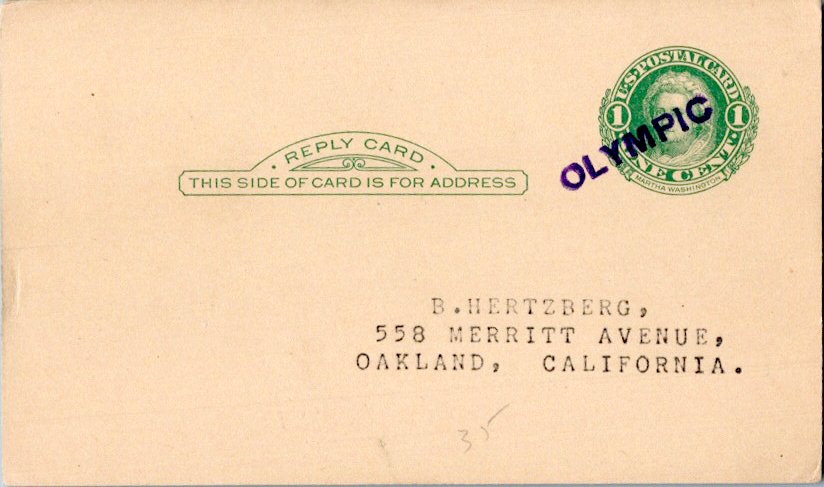 U.S. POSTAL CARD
1 1
OLYMPIC
ONE CENT.
MARTHA WASHINGTON
· REPLY CARD ·
THIS SIDE OF CARD IS FOR ADDRESS
B.HERTZBERG,
558 MERRITT AVENUE,
OAKLAND, CALIFORNIA.
35